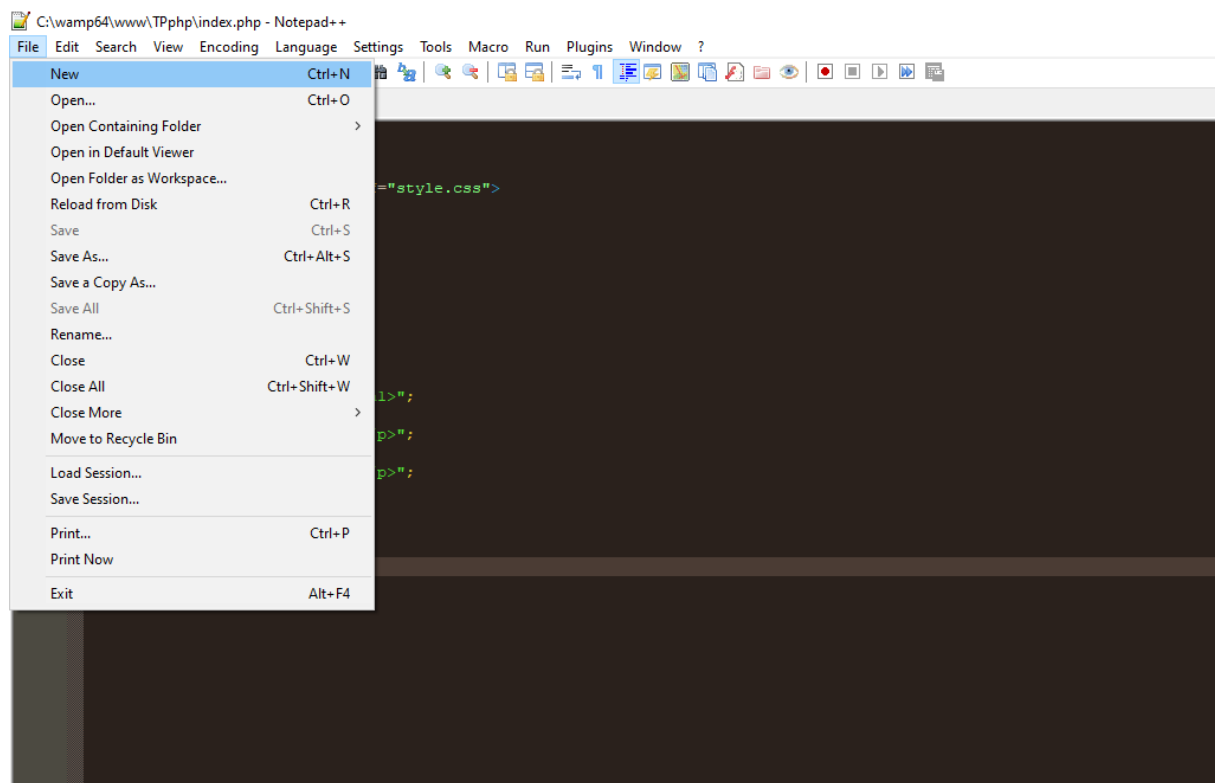 C:\wamp64\www\TPphp\index.php - Notepad++
File Edit Search View Encoding Language Settings Tools Macro Run Plugins Window ?
New Ctrl+N
Open... Ctrl+O
Open Containing Folder
Open in Default Viewer
Open Folder as Workspace...
="style.css">
Reload from Disk Ctrl+R
Save Ctrl+S
Save As... Ctrl+Alt+S
Save a Copy As...
Save All Ctrl+Shift+S
Rename...
Close Ctrl+W
Close All Ctrl+Shift+W
>";
Close More
Move to Recycle Bin
p>";
Load Session...
p>";
Save Session...
Print... Ctrl+P
Print Now
Exit Alt+F4